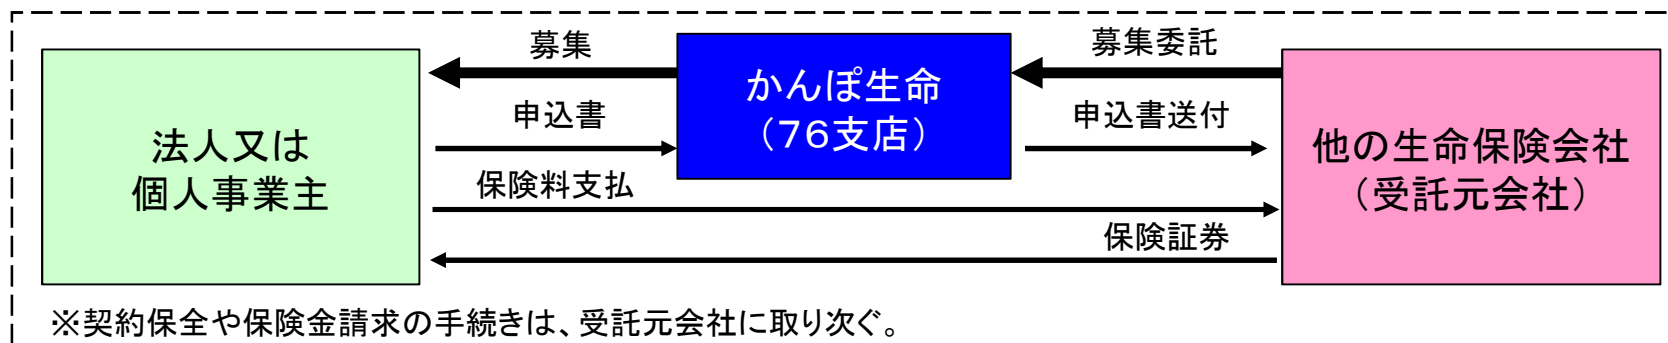 募集
募集委託
かんぽ生命
（７６支店）
申込書
申込書送付
法人又は
個人事業主
他の生命保険会社
（受託元会社）
保険料支払
保険証券
※契約保全や保険金請求の手続きは、受託元会社に取り次ぐ。